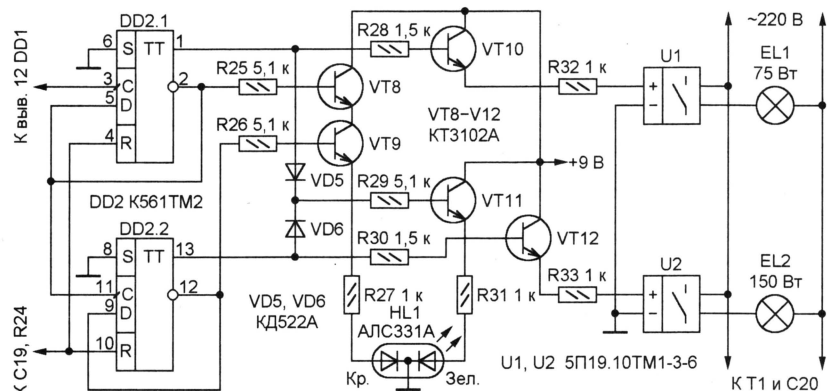 DD2.1
6
S
TT
1
2
3
C
5
D
4
R
К выв. 12 DD1
R28 1,5 к
VT10
R25 5,1 к
VT8
R26 5,1 к
VT9
VT8–V12
КТ3102А
R32 1 к
U1
+
–
~220 В
EL1
75 Вт
DD2 К561ТМ2
VD5
R29 5,1 к
VT11
+9 В
VD6
DD2.2
8
S
TT
13
11
C
12
9
D
10
R
К С19, R24
R30 1,5 к
VT12
VD5, VD6
КД522А
R27 1 к
HL1
АЛС331А
R31 1 к
R33 1 к
U2
+
–
EL2
150 Вт
Кр.
Зел.
U1, U2 5П19.10ТМ1-3-6
К Т1 и С20